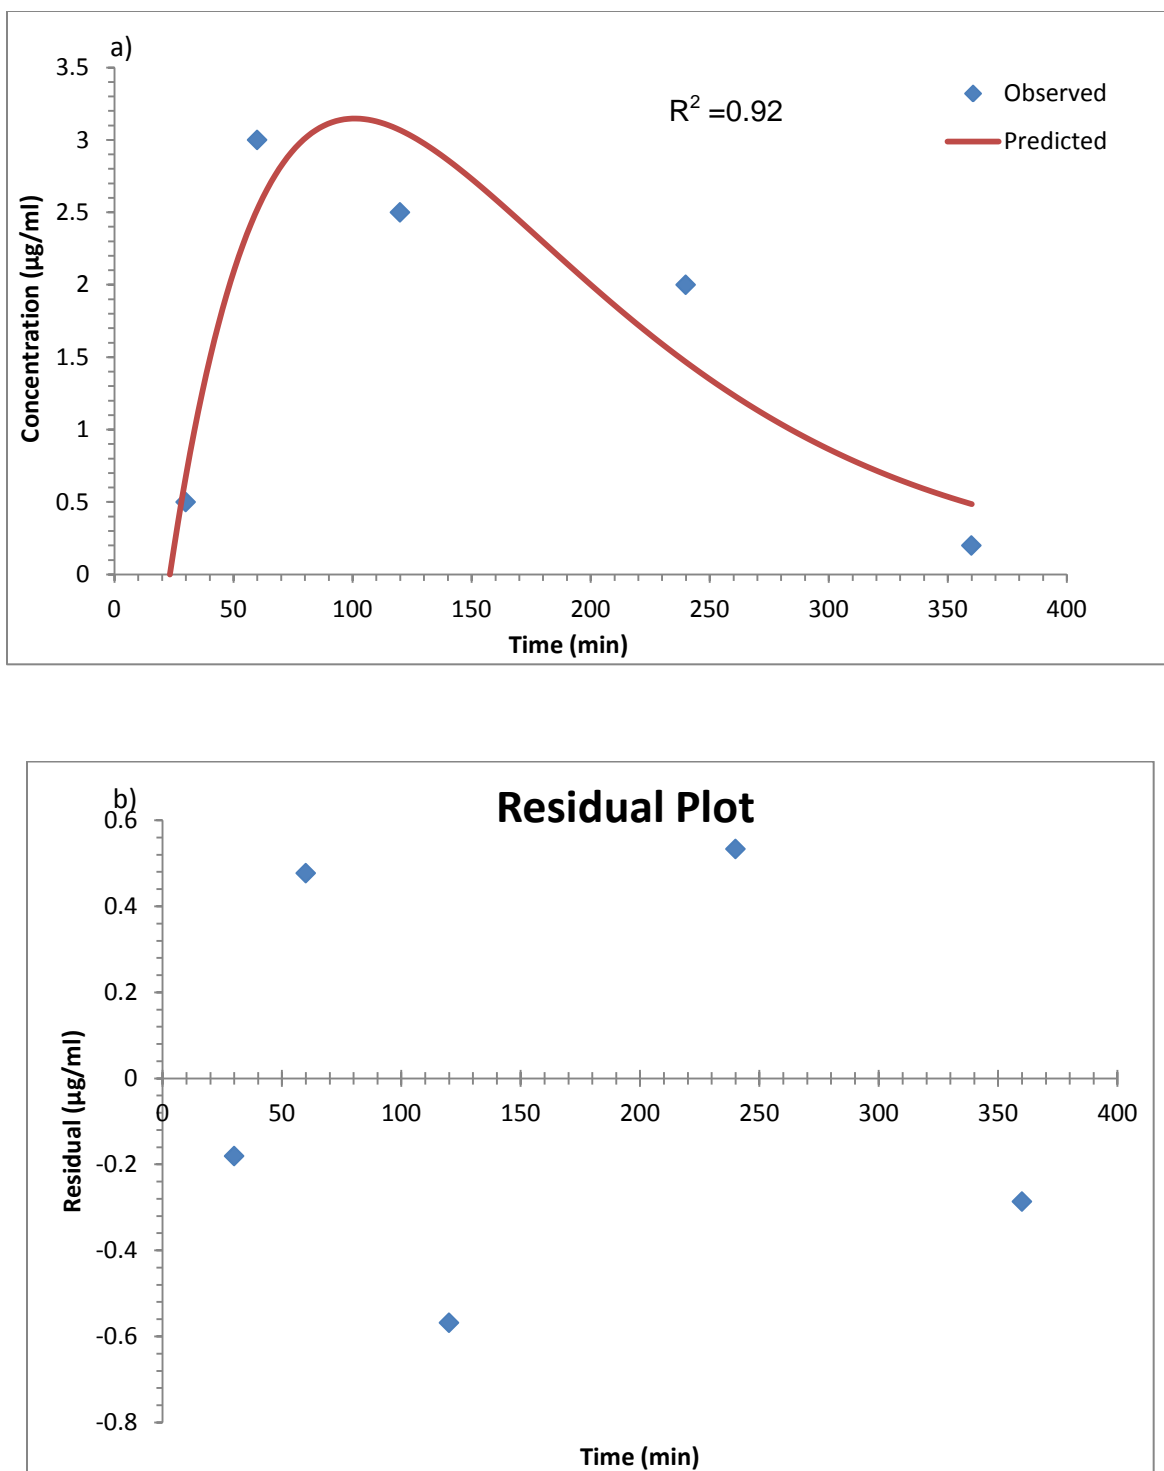 a)
3.5
3
2.5
2
1.5
1
0.5
0
R² =0.92
Observed
Predicted
Concentration (µg/ml)
0 50 100 150 200 250 300 350 400
Time (min)
b)
Residual Plot
0.6
0.4
0.2
0
-0.2
-0.4
-0.6
-0.8
Residual (µg/ml)
0 50 100 150 200 250 300 350 400
Time (min)